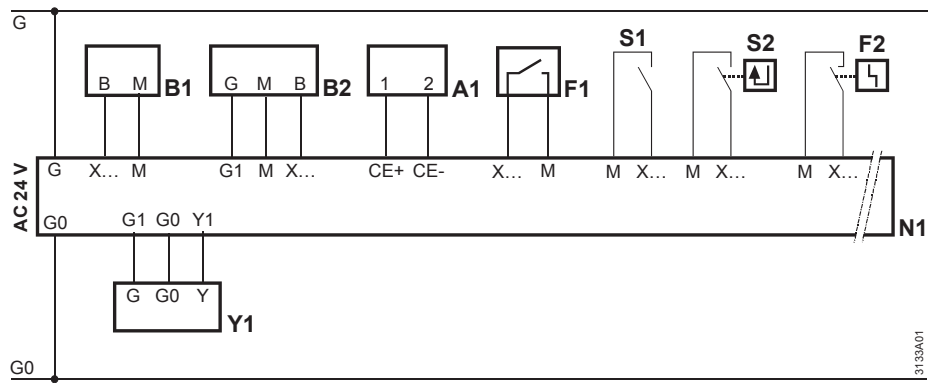 G
S1 S2 F2
B M B1 G M B B2 1 2 A1 F1
AC 24 V
G X... M G1 M X... CE+ CE- X... M M X... M X... M X...
G0 G1 G0 Y1 N1
G G0 Y Y1
G0
3133A01